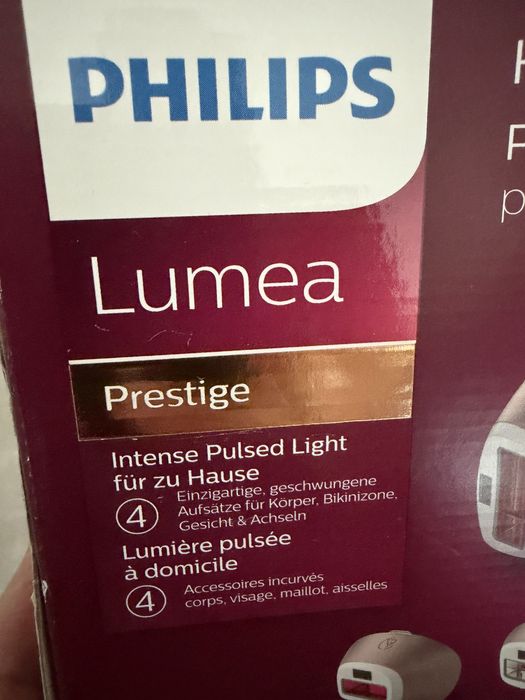 PHILIPS
Lumea
Prestige
Intense Pulsed Light
für zu Hause
4
Einzigartige, geschwungene
Aufsätze für Körper, Bikinizone,
Gesicht & Achseln
Lumière pulsée
à domicile
4
Accessoires incurvés
corps, visage, maillot, aisselles